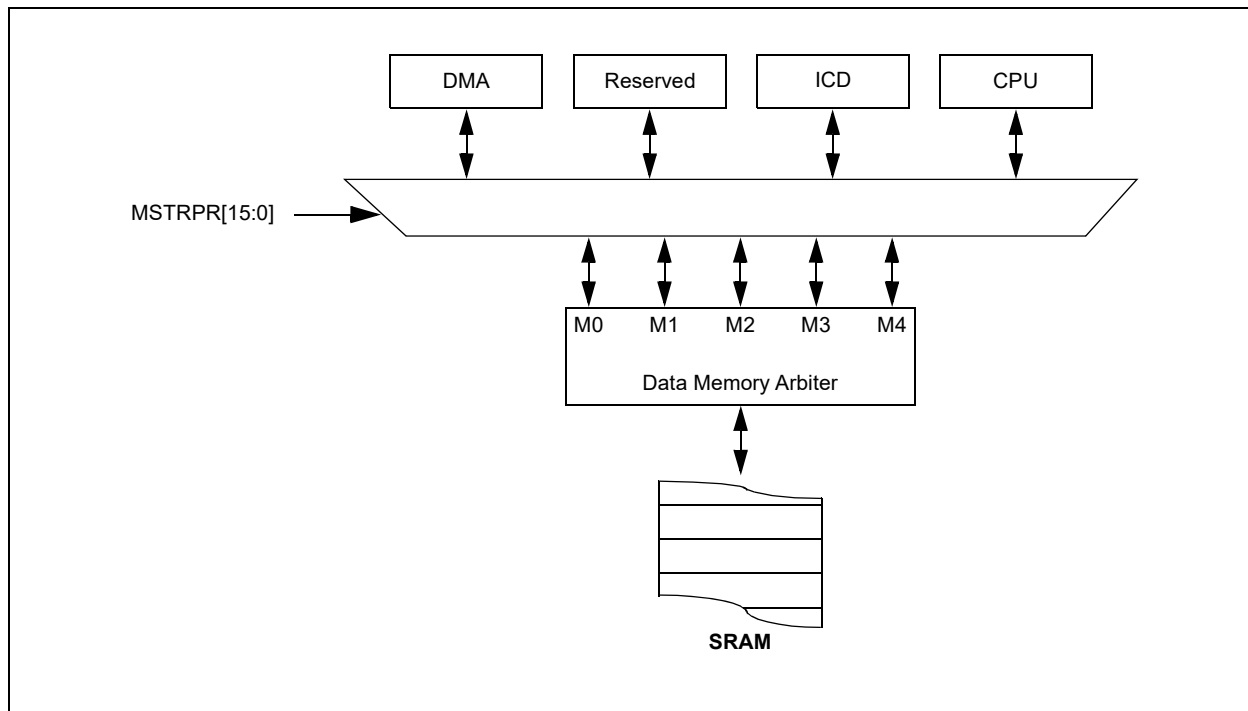 DMA Reserved ICD CPU
MSTRPR[15:0]
M0 M1 M2 M3 M4
Data Memory Arbiter
SRAM